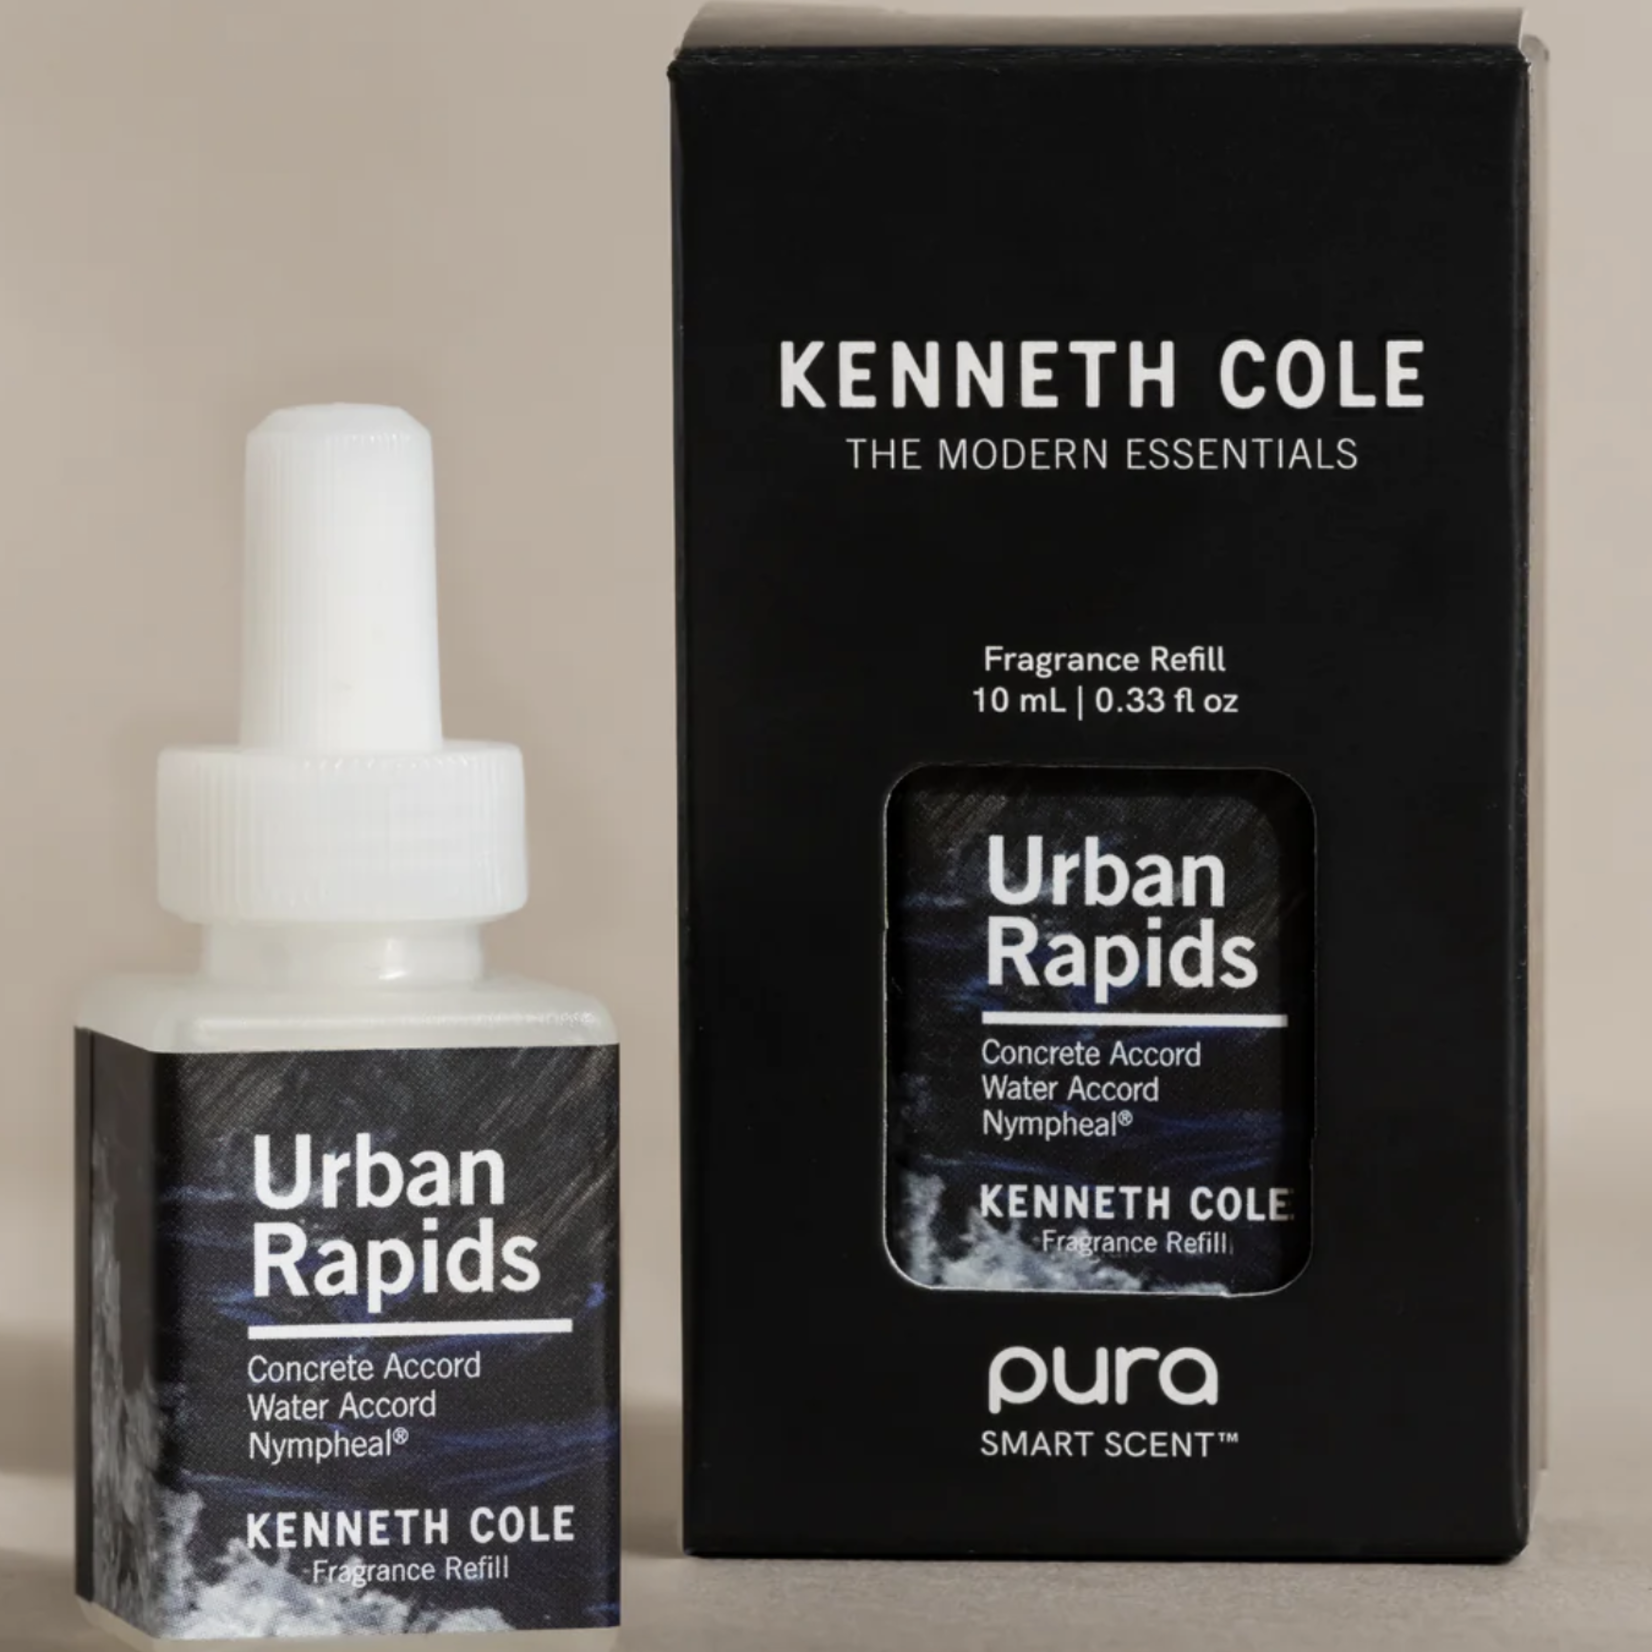 KENNETH COLE
THE MODERN ESSENTIALS
Fragrance Refill
10 mL | 0.33 fl oz
Urban
Rapids
Concrete Accord
Water Accord
Nympheal®
KENNETH COLE
Fragrance Refill
pura
SMART SCENT™
Urban
Rapids
Concrete Accord
Water Accord
Nympheal®
KENNETH COLE
Fragrance Refill